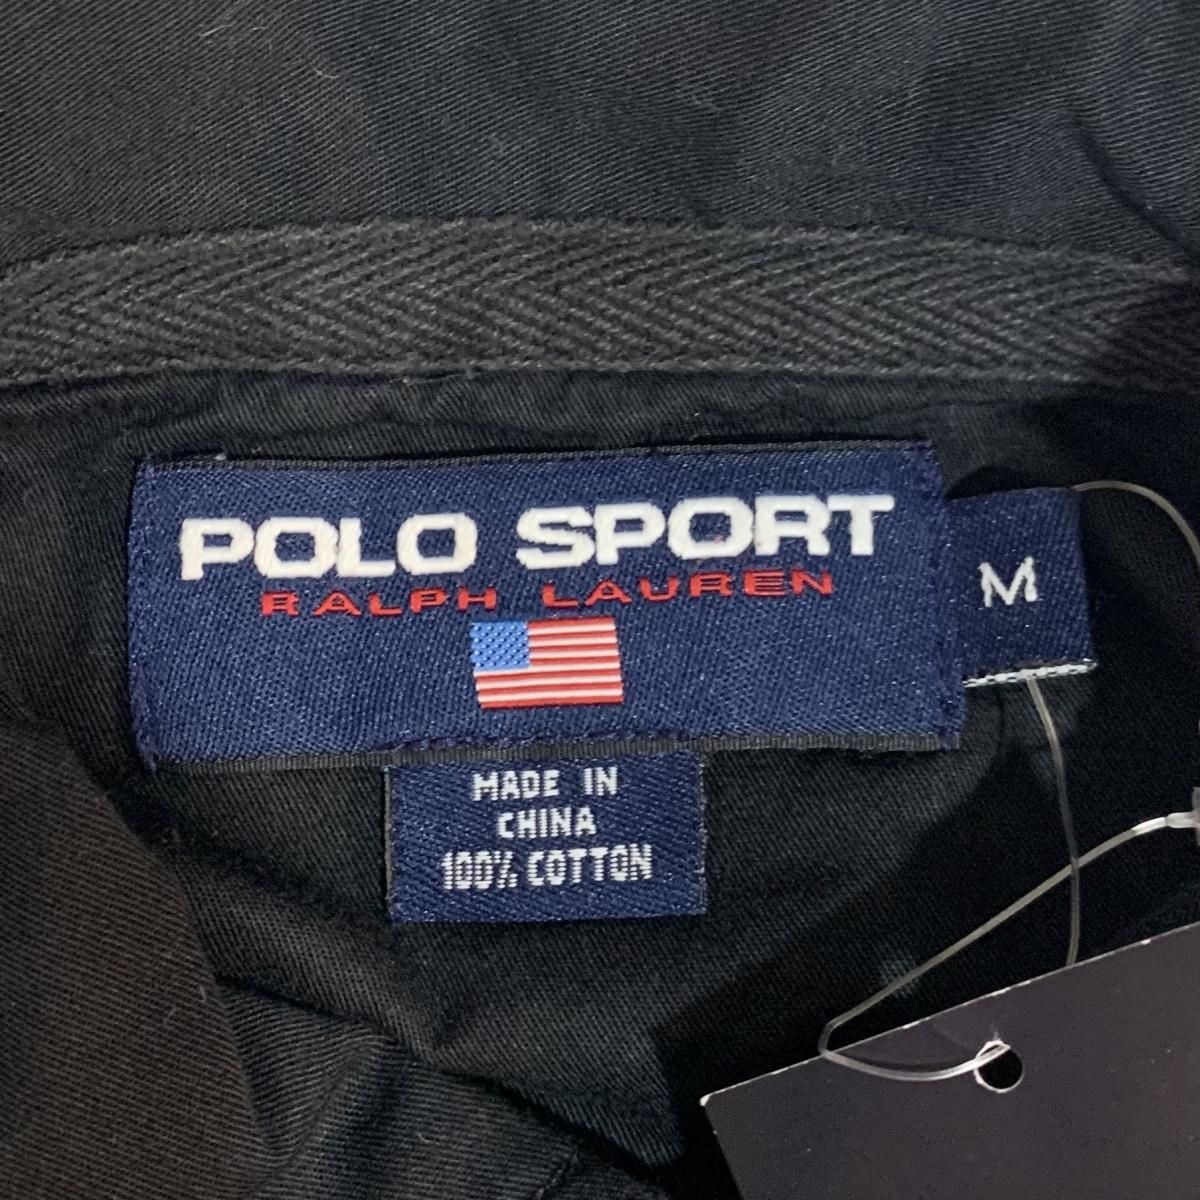 POLO SPORT
RALPH LAUREN
M
MADE IN
CHINA
100% COTTON